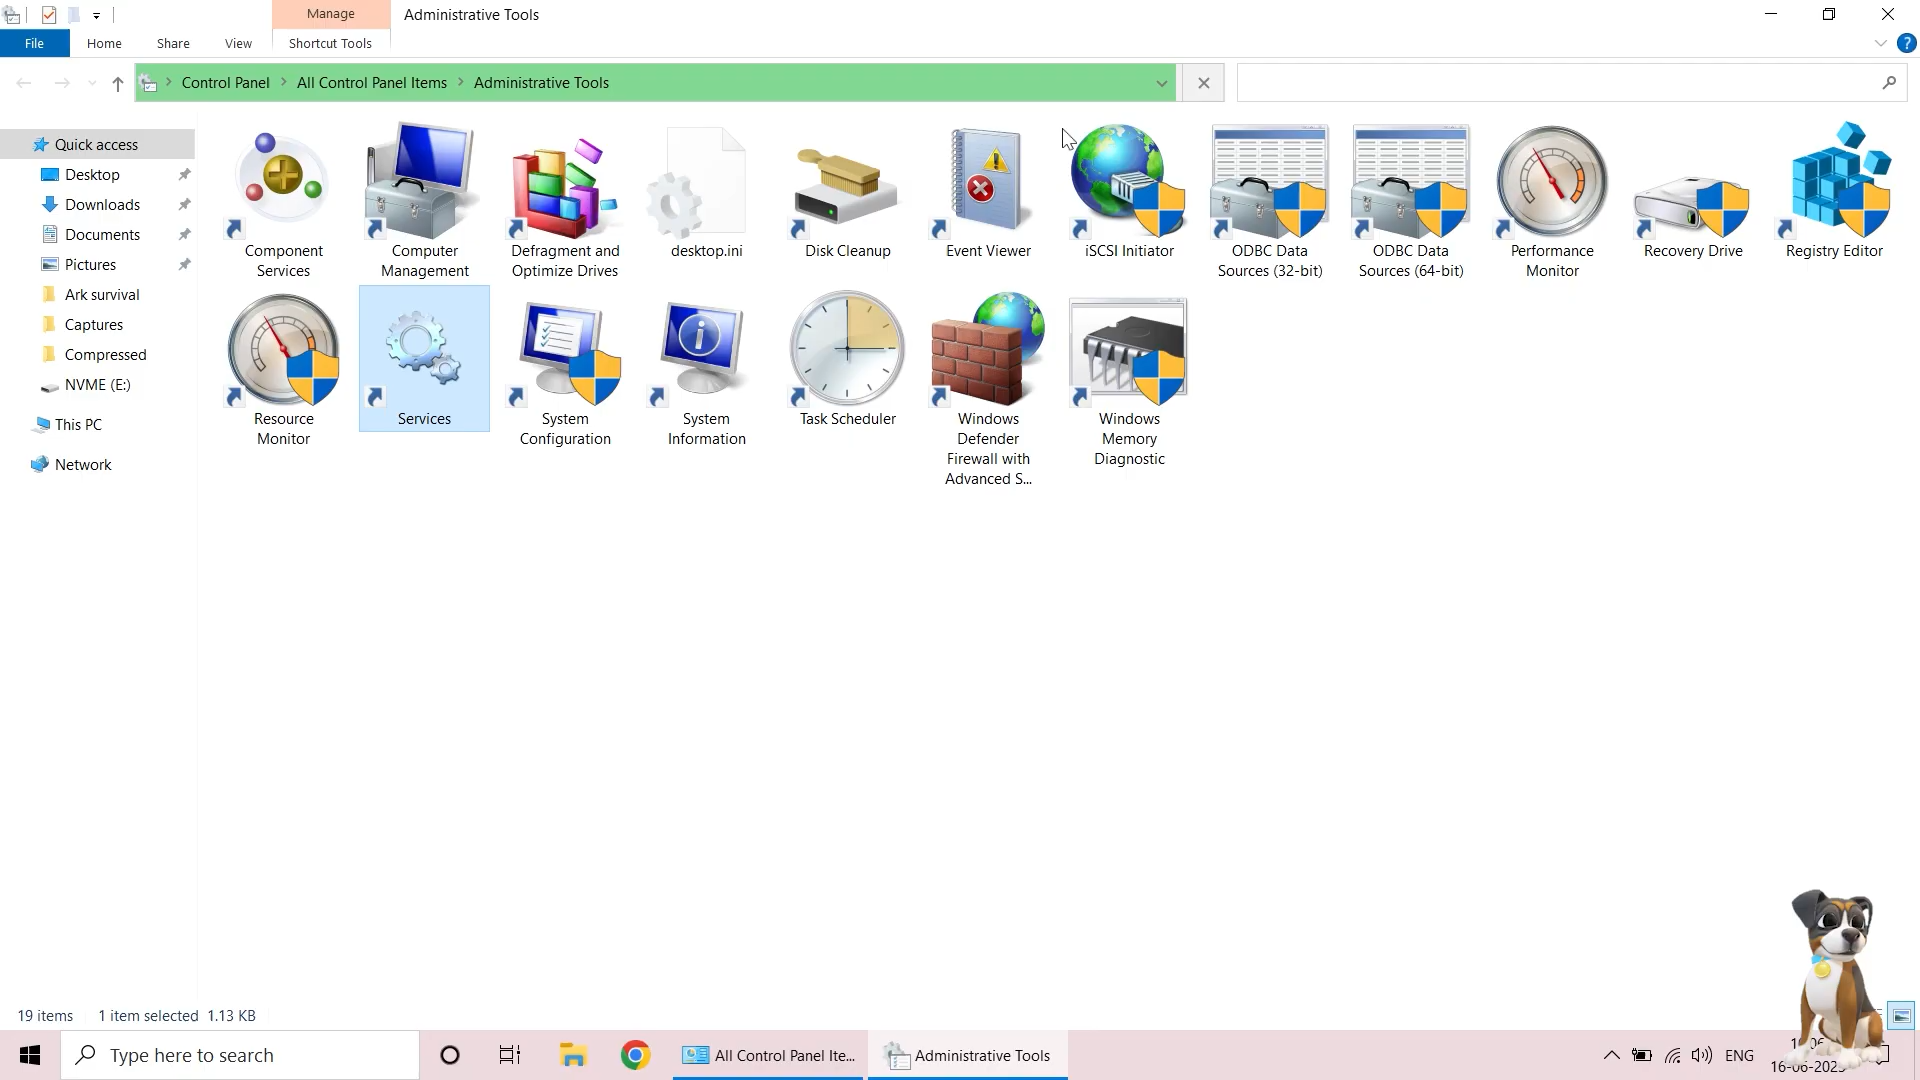 Manage
Administrative Tools
File
Home
Share
View
Shortcut Tools
Control Panel
All Control Panel Items
Administrative Tools
Quick access
Desktop
Downloads
Documents
Pictures
Ark survival
Captures
Compressed
NVME (E:)
This PC
Network
Component
Services
Computer
Management
Defragment and
Optimize Drives
desktop.ini
Disk Cleanup
Event Viewer
iSCSI Initiator
ODBC Data
Sources (32-bit)
ODBC Data
Sources (64-bit)
Performance
Monitor
Recovery Drive
Registry Editor
Resource
Monitor
Services
System
Configuration
System
Information
Task Scheduler
Windows
Defender
Firewall with
Advanced S...
Windows
Memory
Diagnostic
19 items
1 item selected 1.13 KB
Type here to search
All Control Panel Ite...
Administrative Tools
ENG